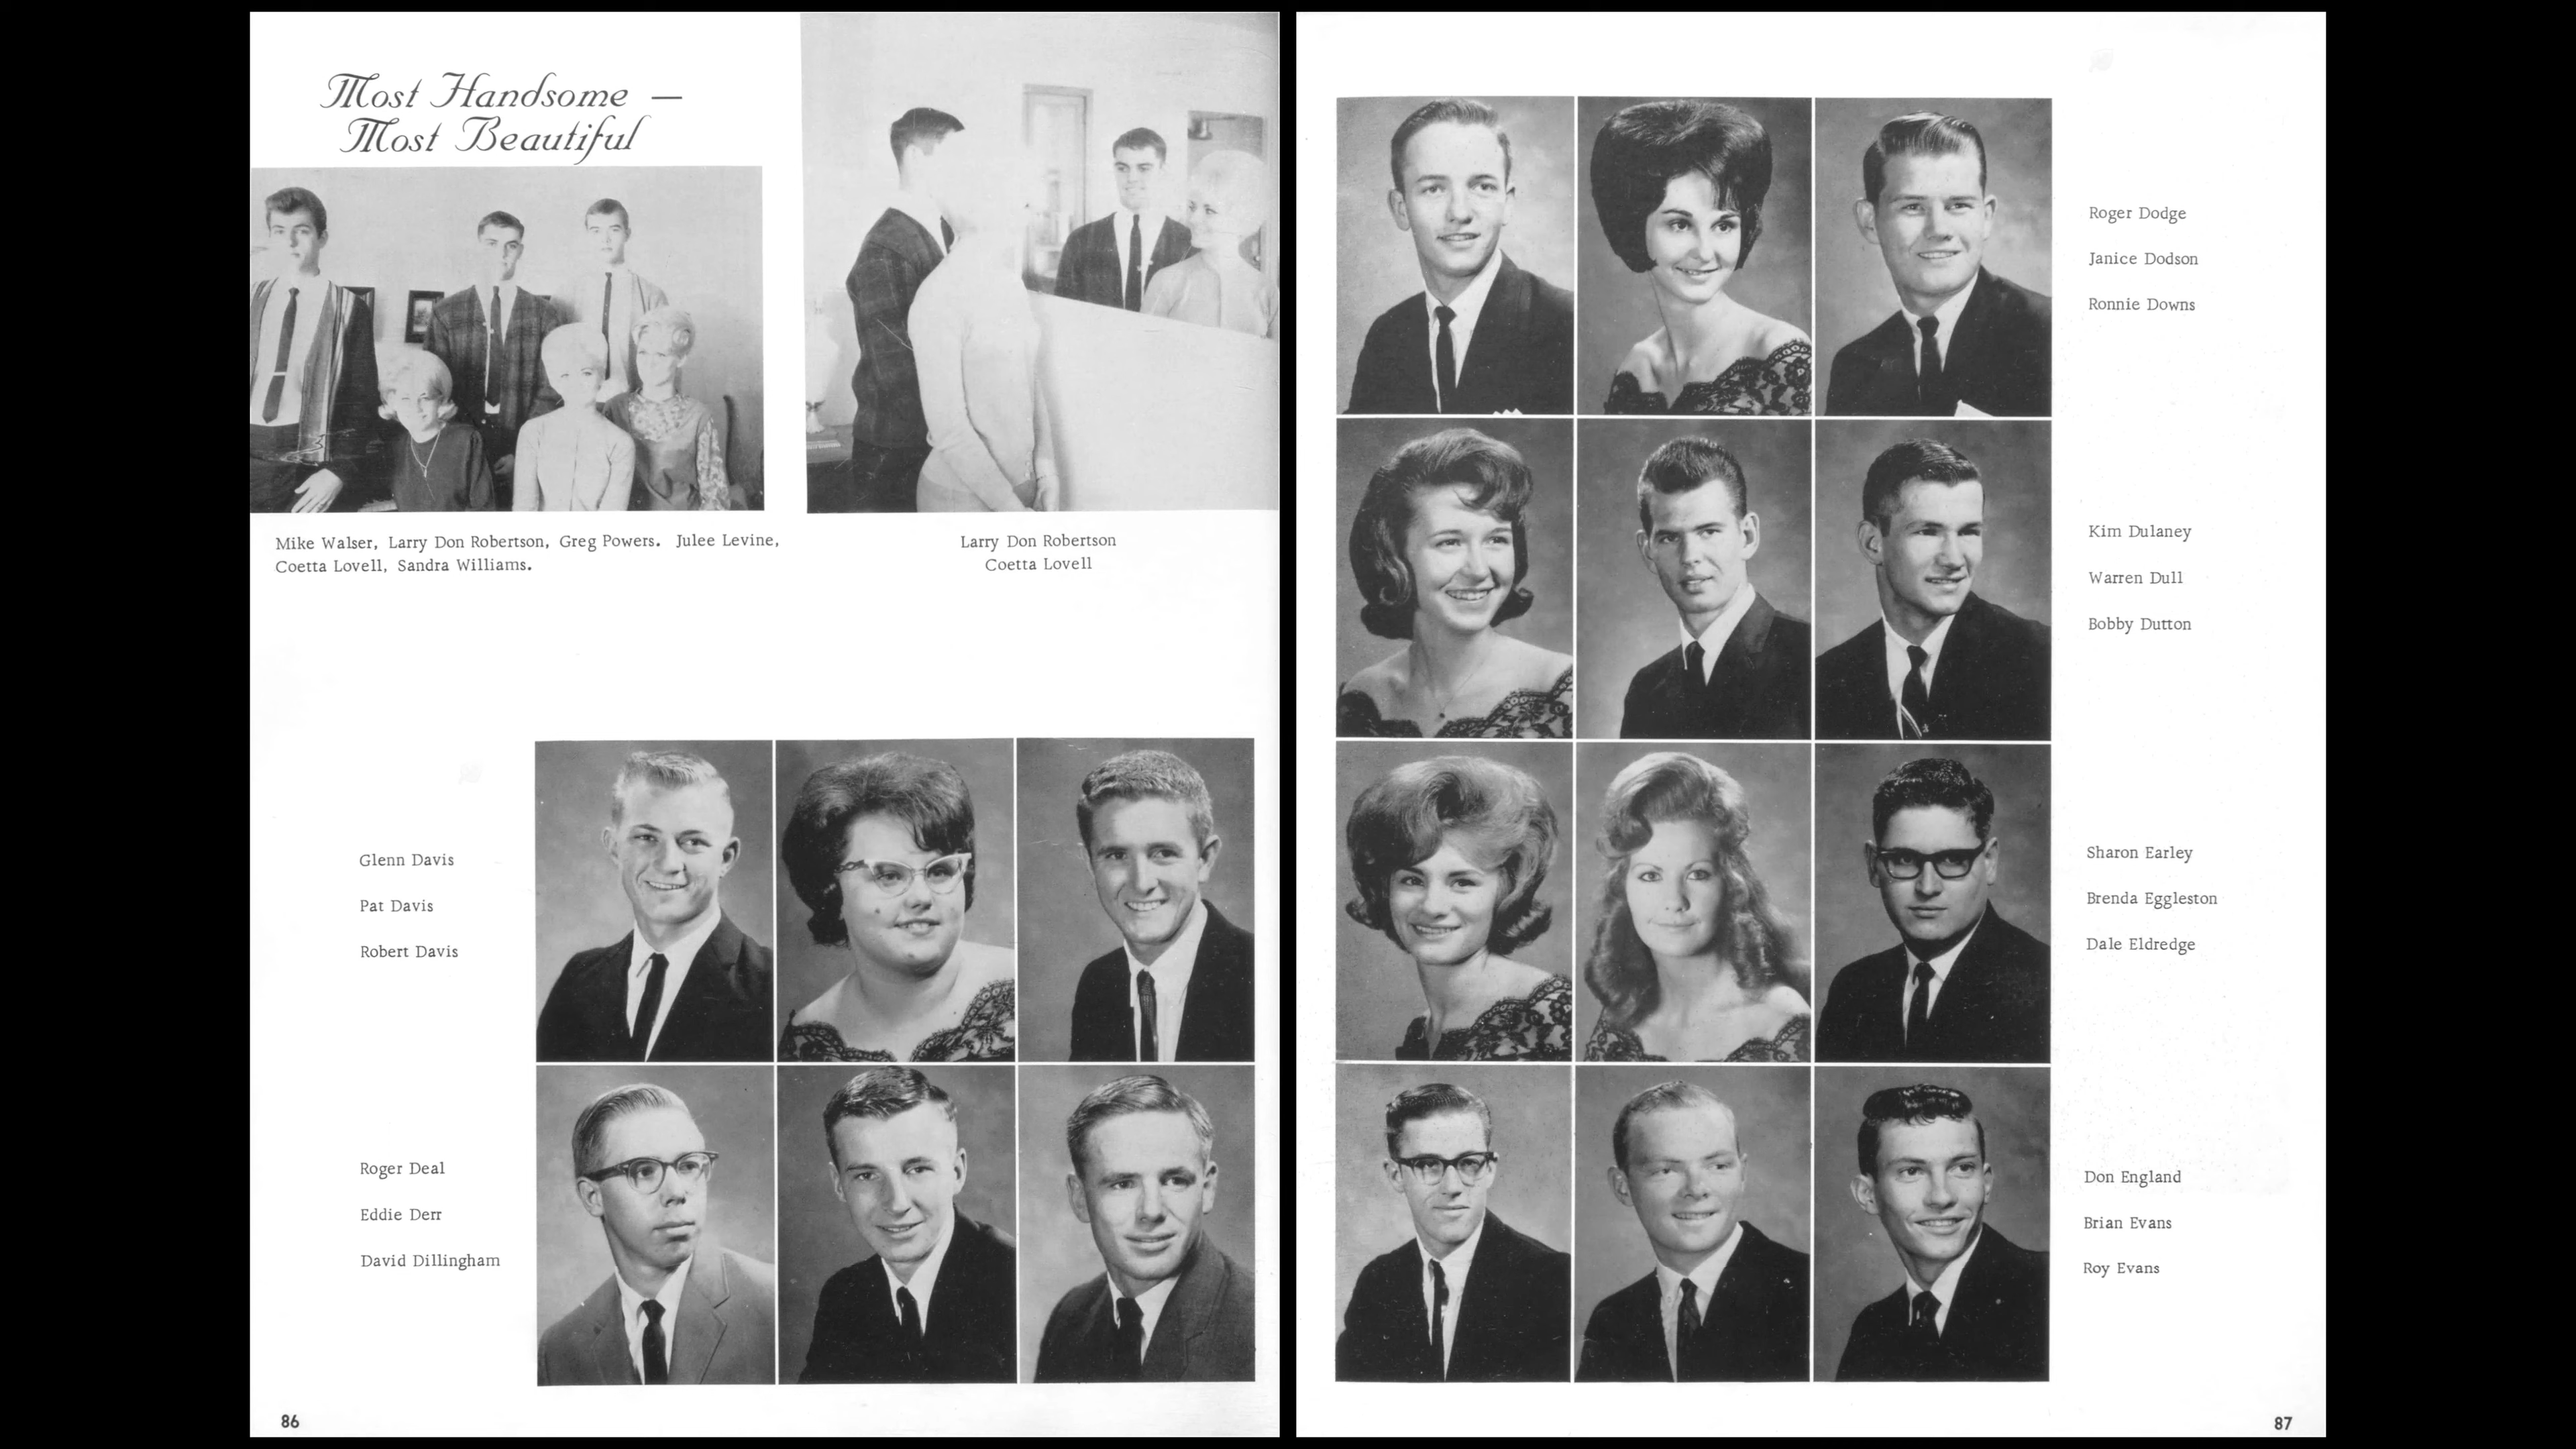 Most Handsome —
Most Beautiful
Mike Walser, Larry Don Robertson, Greg Powers. Julee Levine,
Coetta Lovell, Sandra Williams.
Larry Don Robertson
Coetta Lovell
Glenn Davis
Pat Davis
Robert Davis
Roger Deal
Eddie Derr
David Dillingham
86
Roger Dodge
Janice Dodson
Ronnie Downs
Kim Dulaney
Warren Dull
Bobby Dutton
Sharon Earley
Brenda Eggleston
Dale Eldredge
Don England
Brian Evans
Roy Evans
87